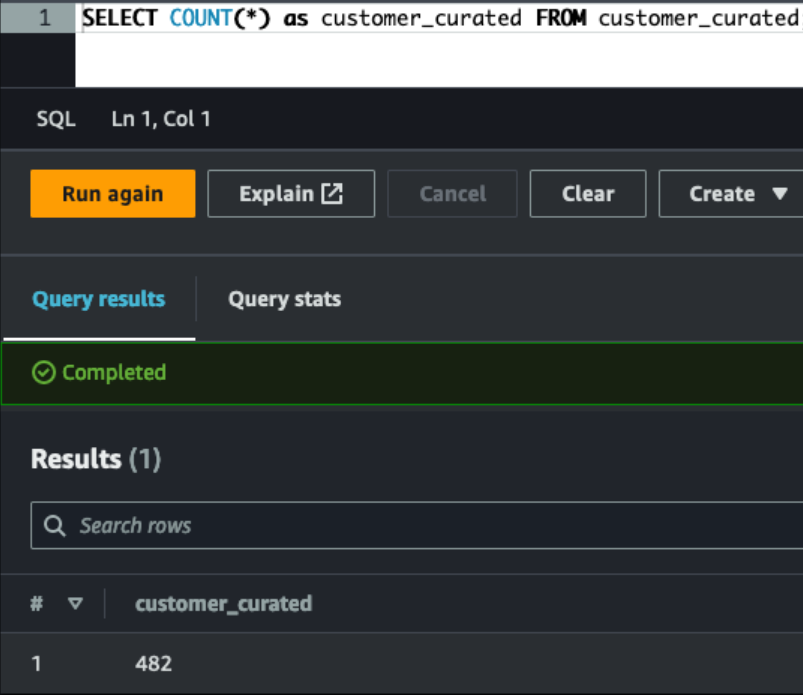 1 SELECT COUNT(*) as customer_curated FROM customer_curated
SQL Ln 1, Col 1
Run again Explain Cancel Clear Create
Query results Query stats
Completed
Results (1)
Search rows
# customer_curated
1 482